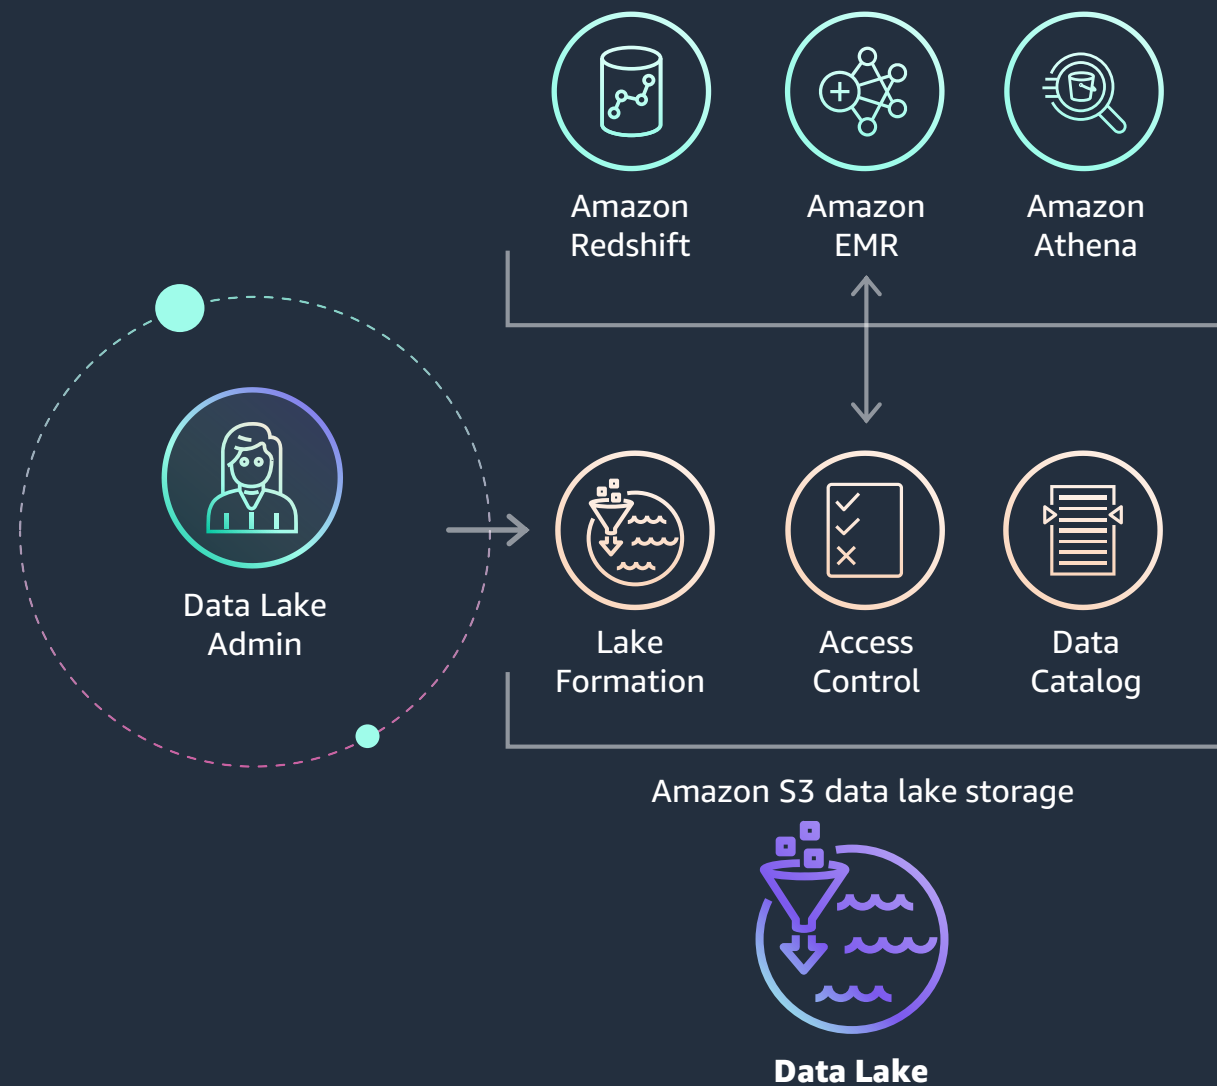 Amazon
Redshift
Amazon
EMR
Amazon
Athena
Data Lake
Admin
Lake
Formation
Access
Control
Data
Catalog
Amazon S3 data lake storage
Data Lake